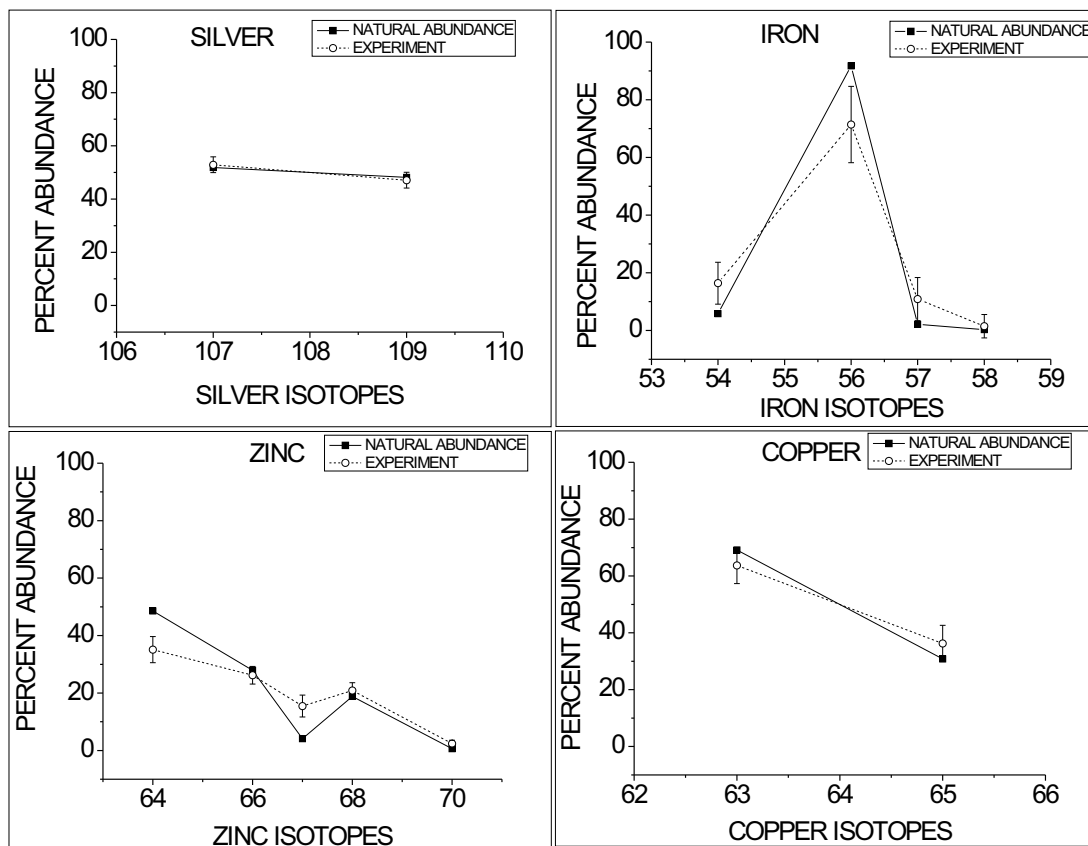 SILVER
NATURAL ABUNDANCE
EXPERIMENT
PERCENT ABUNDANCE
100
80
60
40
20
0
106 107 108 109 110
SILVER ISOTOPES
IRON
NATURAL ABUNDANCE
EXPERIMENT
PERCENT ABUNDANCE
100
80
60
40
20
0
53 54 55 56 57 58 59
IRON ISOTOPES
ZINC
NATURAL ABUNDANCE
EXPERIMENT
PERCENT ABUNDANCE
100
80
60
40
20
0
64 66 68 70
ZINC ISOTOPES
COPPER
NATURAL ABUNDANCE
EXPERIMENT
PERCENT ABUNDANCE
100
80
60
40
20
0
62 63 64 65 66
COPPER ISOTOPES